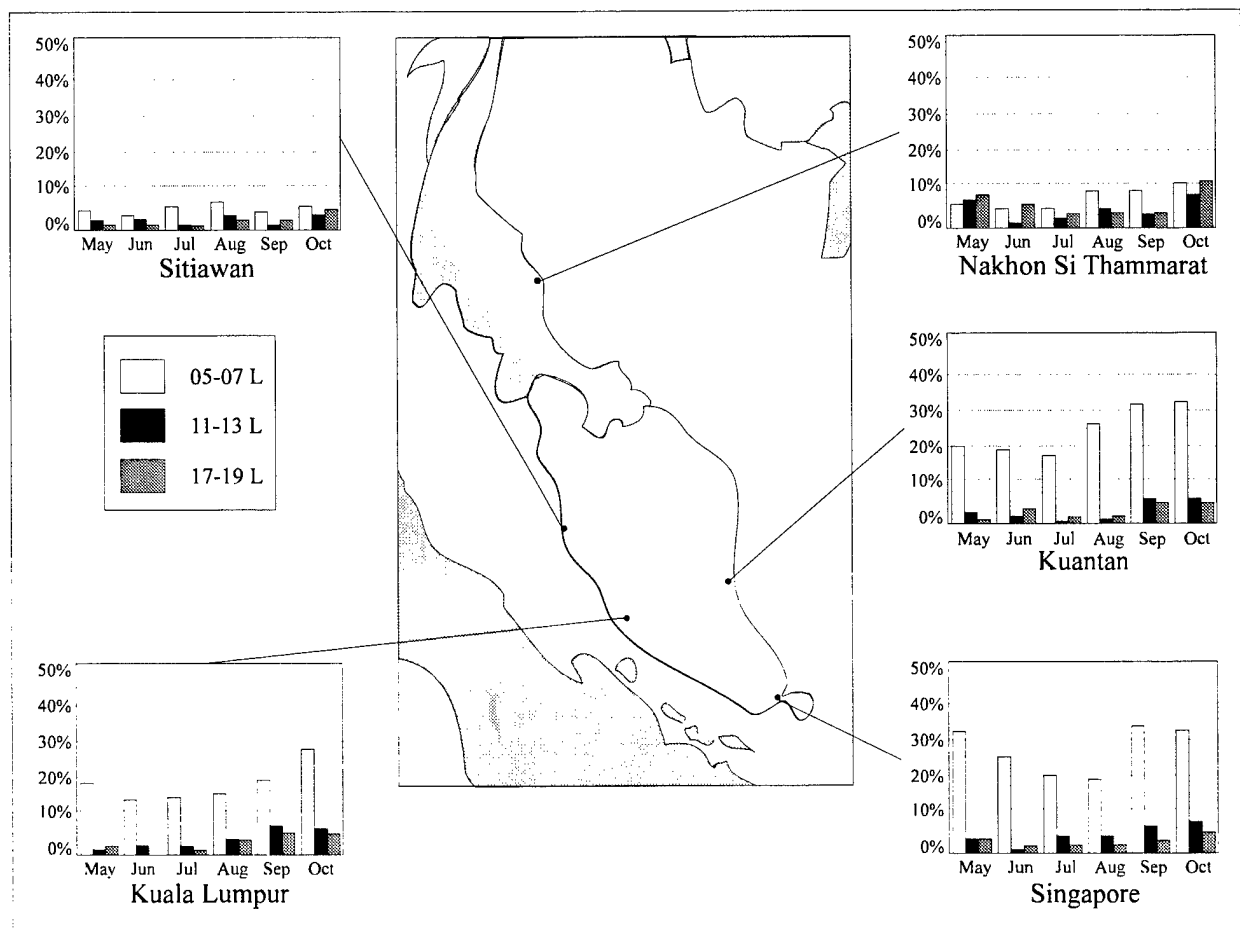 50%
40%
30%
20%
10%
0%
May Jun Jul Aug Sep Oct
Sitiawan
50%
40%
30%
20%
10%
0%
May Jun Jul Aug Sep Oct
Nakhon Si Thammarat
05-07 L
11-13 L
17-19 L
50%
40%
30%
20%
10%
0%
May Jun Jul Aug Sep Oct
Kuantan
50%
40%
30%
20%
10%
0%
May Jun Jul Aug Sep Oct
Kuala Lumpur
50%
40%
30%
20%
10%
0%
May Jun Jul Aug Sep Oct
Singapore